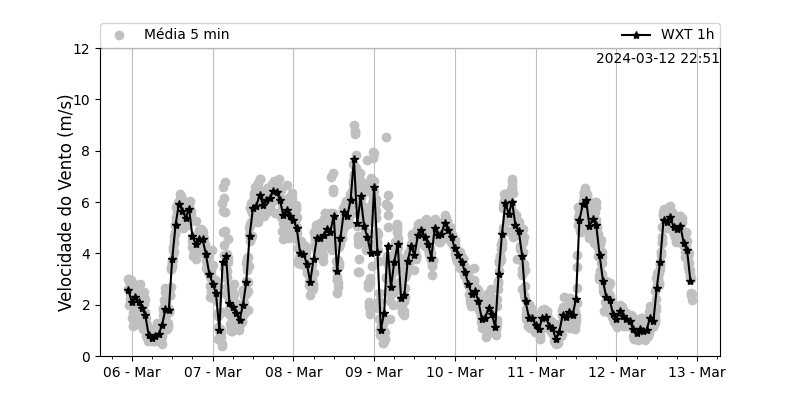 Média 5 min
WXT 1h
2024-03-12 22:51
Velocidade do Vento (m/s)
12
10
8
6
4
2
0
06 - Mar
07 - Mar
08 - Mar
09 - Mar
10 - Mar
11 - Mar
12 - Mar
13 - Mar